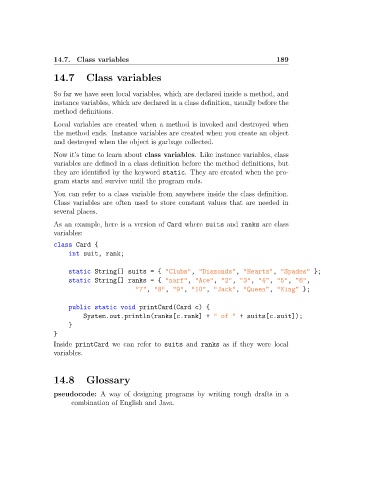 14.7. Class variables 189
14.7 Class variables
So far we have seen local variables, which are declared inside a method, and
instance variables, which are declared in a class definition, usually before the
method definitions.
Local variables are created when a method is invoked and destroyed when
the method ends. Instance variables are created when you create an object
and destroyed when the object is garbage collected.
Now it's time to learn about class variables. Like instance variables, class
variables are defined in a class definition before the method definitions, but
they are identified by the keyword static. They are created when the pro-
gram starts and survive until the program ends.
You can refer to a class variable from anywhere inside the class definition.
Class variables are often used to store constant values that are needed in
several places.
As an example, here is a version of Card where suits and ranks are class
variables:
class Card {
int suit, rank;
static String[] suits = { "Clubs", "Diamonds", "Hearts", "Spades" };
static String[] ranks = { "narf", "Ace", "2", "3", "4", "5", "6",
"7", "8", "9", "10", "Jack", "Queen", "King" };
public static void printCard(Card c) {
System.out.println(ranks[c.rank] + " of " + suits[c.suit]);
}
}
Inside printCard we can refer to suits and ranks as if they were local
variables.
14.8 Glossary
pseudocode: A way of designing programs by writing rough drafts in a
combination of English and Java.